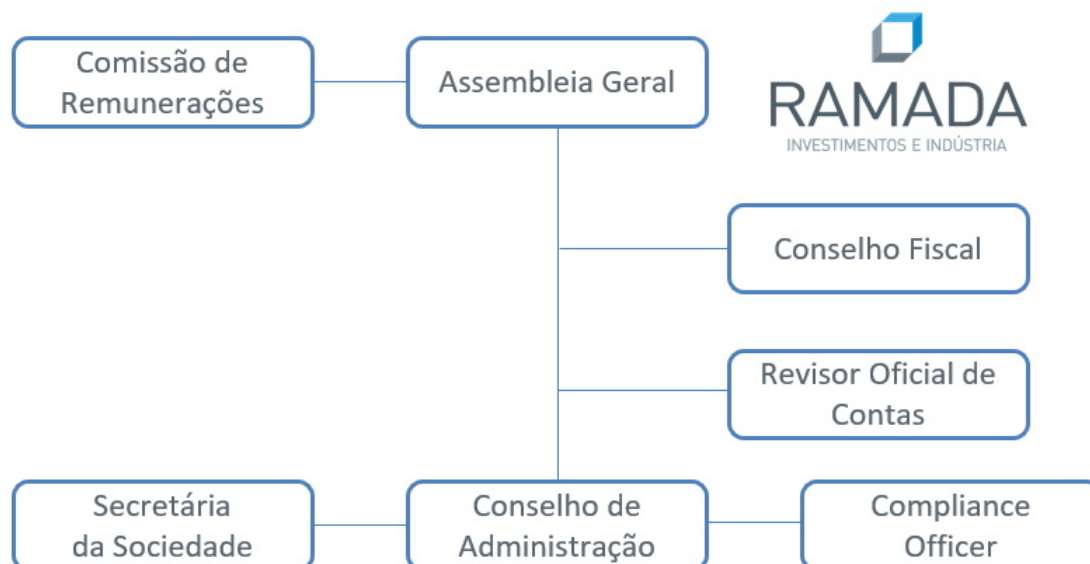 Comissão de
Remunerações
Assembleia Geral
RAMADA
INVESTIMENTOS E INDÚSTRIA
Conselho Fiscal
Revisor Oficial de
Contas
Secretária
da Sociedade
Conselho de
Administração
Compliance
Officer